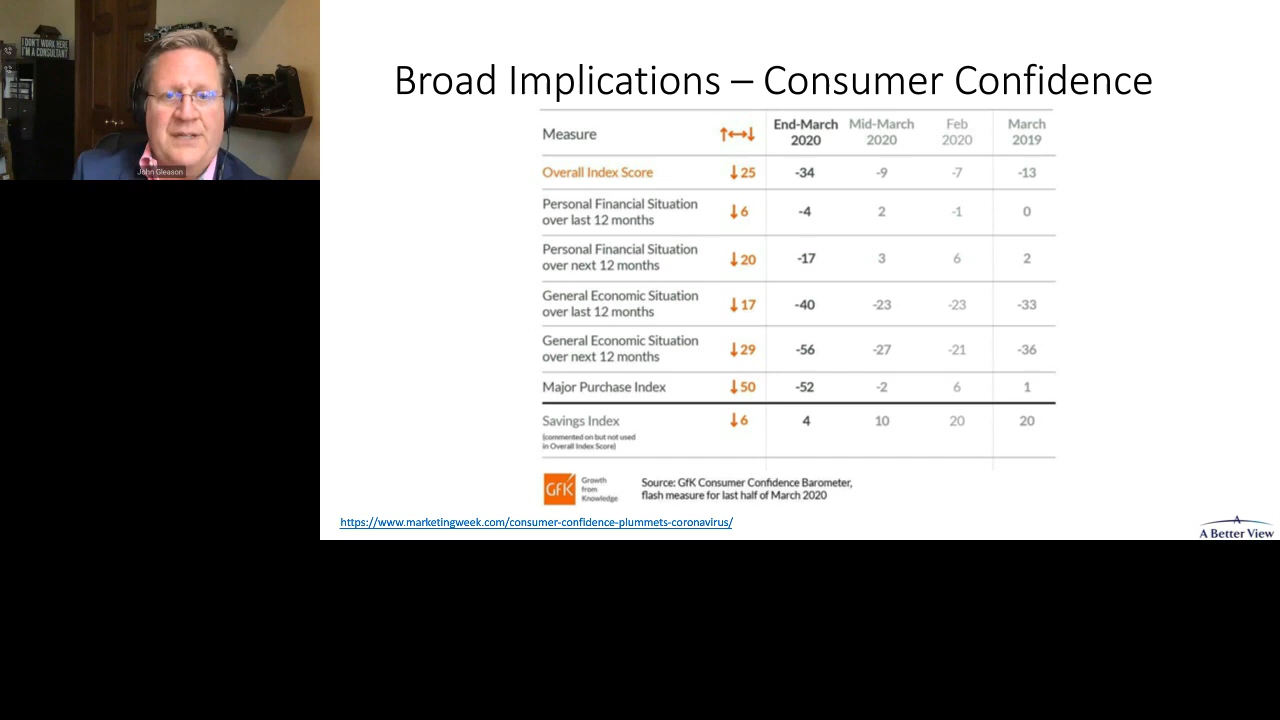 I DON'T WORK HERE
I'M A CONSULTANT
John Gleason
Broad Implications – Consumer Confidence
Measure ↑↔↓ End-March 2020 Mid-March 2020 Feb 2020 March 2019
Overall Index Score ↓25 -34 -9 -7 -13
Personal Financial Situation over last 12 months ↓6 -4 2 -1 0
Personal Financial Situation over next 12 months ↓20 -17 3 6 2
General Economic Situation over last 12 months ↓17 -40 -23 -23 -33
General Economic Situation over next 12 months ↓29 -56 -27 -21 -36
Major Purchase Index ↓50 -52 -2 6 1
Savings Index ↓6 4 10 20 20
(commented on but not used
in Overall Index Score)
GfK
Growth
from
Knowledge
Source: GfK Consumer Confidence Barometer,
flash measure for last half of March 2020
https://www.marketingweek.com/consumer-confidence-plummets-coronavirus/
A Better View